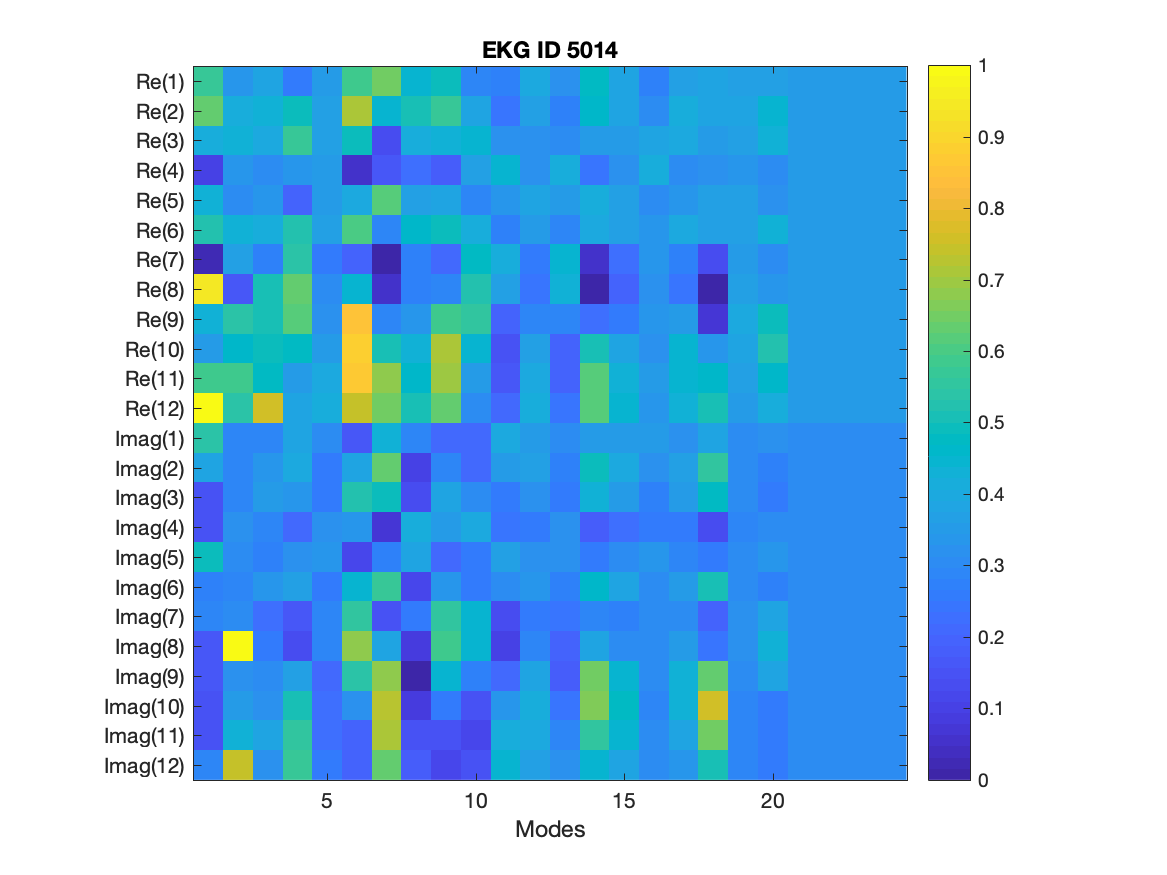 EKG ID 5014
Re(1)
Re(2)
Re(3)
Re(4)
Re(5)
Re(6)
Re(7)
Re(8)
Re(9)
Re(10)
Re(11)
Re(12)
Imag(1)
Imag(2)
Imag(3)
Imag(4)
Imag(5)
Imag(6)
Imag(7)
Imag(8)
Imag(9)
Imag(10)
Imag(11)
Imag(12)
5 10 15 20
Modes
1
0.9
0.8
0.7
0.6
0.5
0.4
0.3
0.2
0.1
0